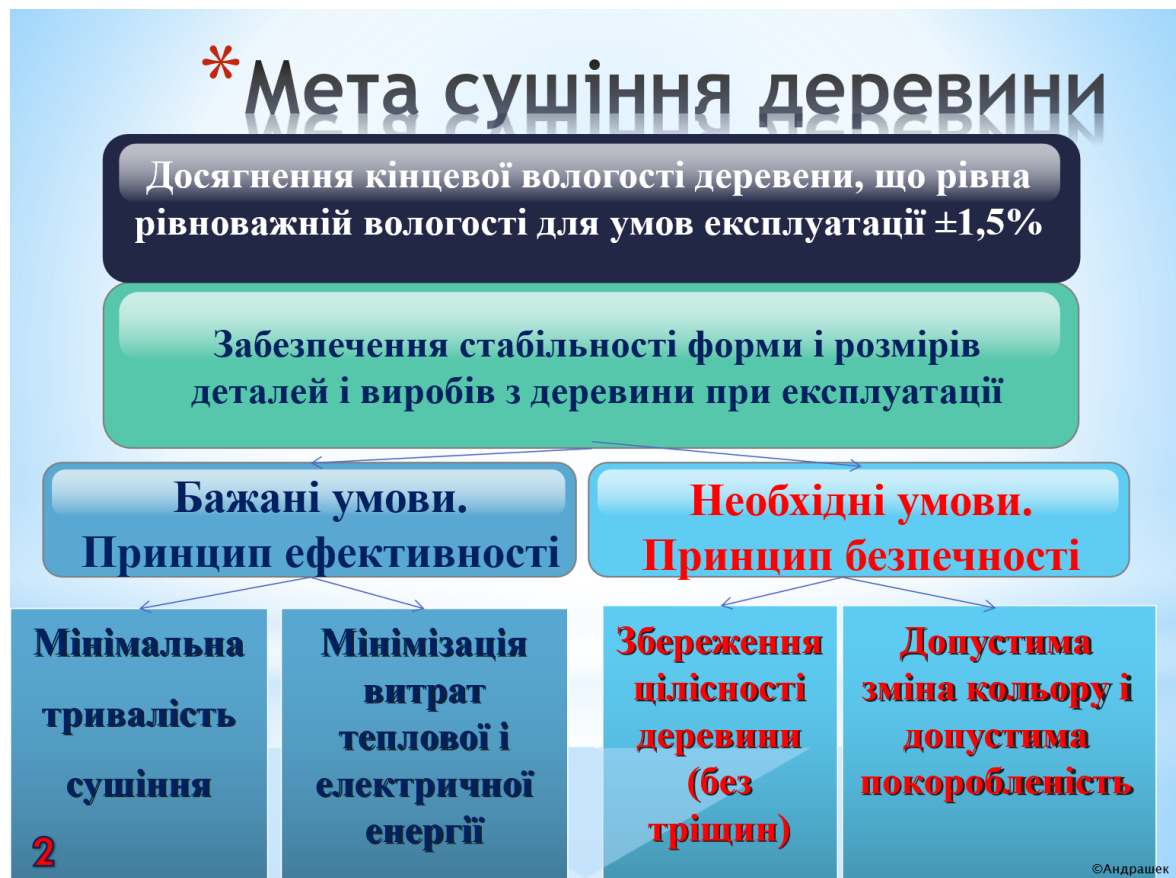 *Мета сушіння деревини
Досягнення кінцевої вологості деревени, що рівна
рівноважній вологості для умов експлуатації ±1,5%
Забезпечення стабільності форми і розмірів
деталей і виробів з деревини при експлуатації
Бажані умови.
Принцип ефективності
Необхідні умови.
Принцип безпечності
Мінімальна
тривалість
сушіння
Мінімізація
витрат
теплової і
електричної
енергії
Збереження
цілісності
деревини
(без
тріщин)
Допустима
зміна кольору і
допустима
покоробленість
2
©Андрашек